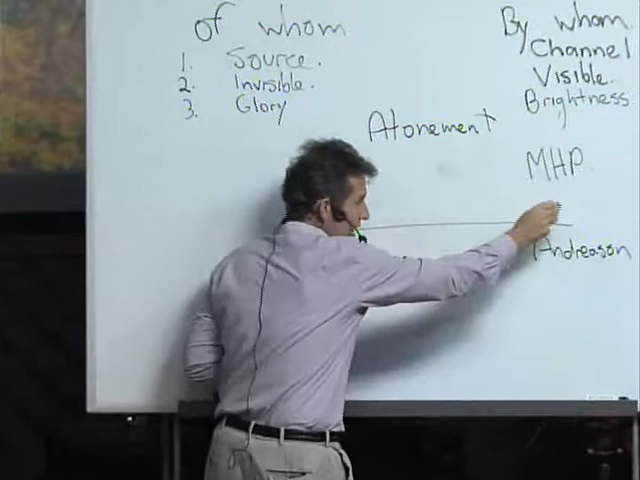 of whom
1. Source.
2. Invisible.
3. Glory
By whom.
Channel
Visible.
Brightness
Atonement
MHP.
Andreason